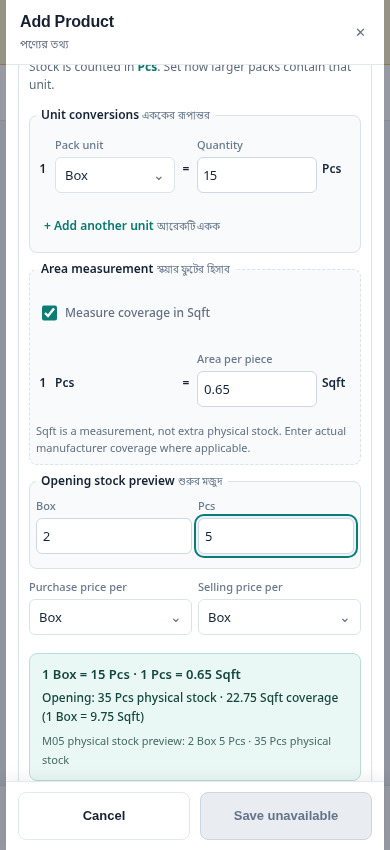 Add Product
পণ্যের তথ্য
×
Stock is counted in Pcs. Set how larger packs contain that
unit.
Unit conversions এককের রূপান্তর
Pack unit
Quantity
1 Box = 15 Pcs
+ Add another unit আরেকটি একক
Area measurement স্কয়ার ফুটের হিসাব
Measure coverage in Sqft
Area per piece
1 Pcs = 0.65 Sqft
Sqft is a measurement, not extra physical stock. Enter actual
manufacturer coverage where applicable.
Opening stock preview শুরুর মজুদ
Box
Pcs
2
5
Purchase price per
Selling price per
Box
Box
1 Box = 15 Pcs · 1 Pcs = 0.65 Sqft
Opening: 35 Pcs physical stock · 22.75 Sqft coverage
(1 Box = 9.75 Sqft)
M05 physical stock preview: 2 Box 5 Pcs · 35 Pcs physical
stock
Cancel
Save unavailable